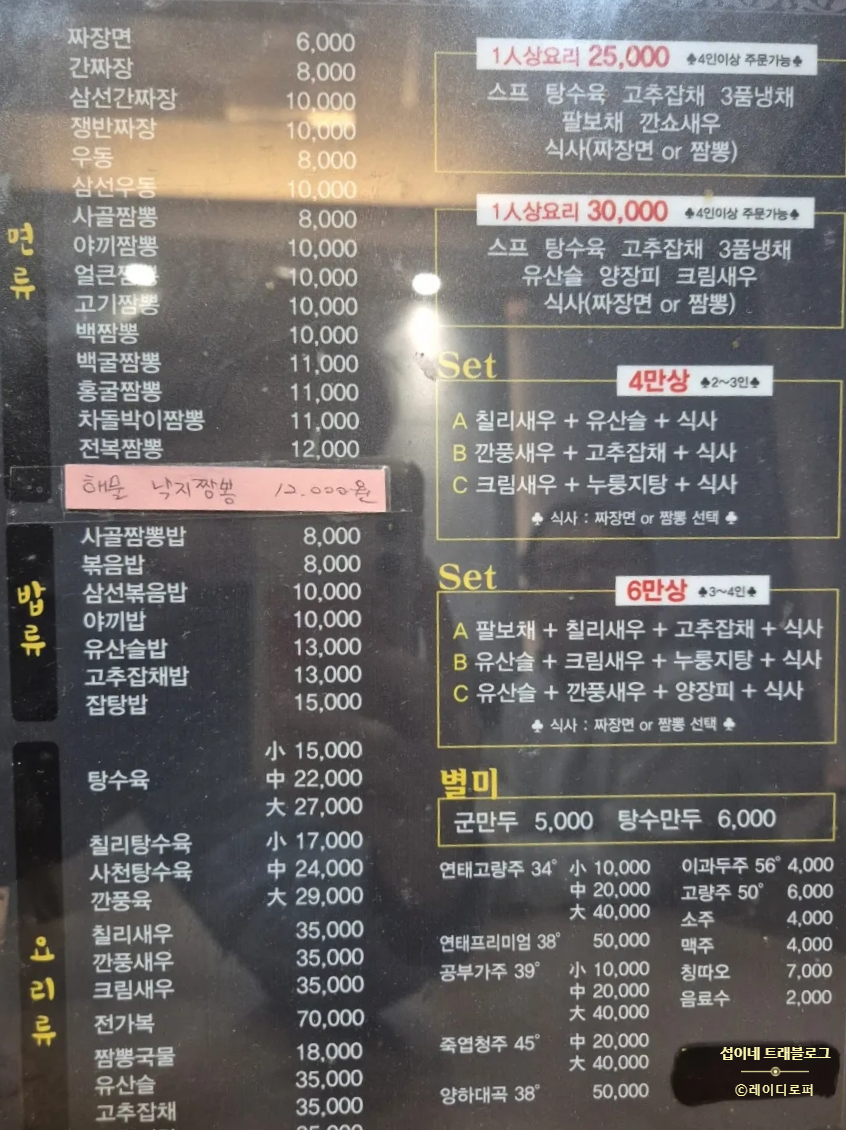 면류
짜장면 6,000
간짜장 8,000
삼선간짜장 10,000
쟁반짜장 10,000
우동 8,000
삼선우동 10,000
사골짬뽕 8,000
야끼짬뽕 10,000
얼큰짬뽕 10,000
고기짬뽕 10,000
백짬뽕 10,000
백굴짬뽕 11,000
홍굴짬뽕 11,000
차돌박이짬뽕 11,000
전복짬뽕 12,000
해물 낙지짬뽕 12.000원
밥류
사골짬뽕밥 8,000
볶음밥 8,000
삼선볶음밥 10,000
야끼밥 10,000
유산슬밥 13,000
고추잡채밥 13,000
잡탕밥 15,000
요리류
小 15,000
탕수육 中 22,000
大 27,000
칠리탕수육 小 17,000
사천탕수육 中 24,000
깐풍육 大 29,000
칠리새우 35,000
깐풍새우 35,000
크림새우 35,000
전가복 70,000
짬뽕국물 18,000
유산슬 35,000
고추잡채 35,000
1人상요리 25,000 ♠4인이상 주문가능♠
스프 탕수육 고추잡채 3품냉채
팔보채 깐쇼새우
식사(짜장면 or 짬뽕)
1人상요리 30,000 ♠4인이상 주문가능♠
스프 탕수육 고추잡채 3품냉채
유산슬 양장피 크림새우
식사(짜장면 or 짬뽕)
Set
4만상 ♠2~3인♠
A 칠리새우 + 유산슬 + 식사
B 깐풍새우 + 고추잡채 + 식사
C 크림새우 + 누룽지탕 + 식사
♣ 식사 : 짜장면 or 짬뽕 선택 ♣
Set
6만상 ♠3~4인♠
A 팔보채 + 칠리새우 + 고추잡채 + 식사
B 유산슬 + 크림새우 + 누룽지탕 + 식사
C 유산슬 + 깐풍새우 + 양장피 + 식사
♣ 식사 : 짜장면 or 짬뽕 선택 ♣
별미
군만두 5,000 탕수만두 6,000
연태고량주 34° 小 10,000
中 20,000
大 40,000
연태프리미엄 38° 50,000
공부가주 39° 小 10,000
中 20,000
大 40,000
죽엽청주 45° 中 20,000
大 40,000
양하대곡 38° 50,000
이과두주 56° 4,000
고량주 50° 6,000
소주 4,000
맥주 4,000
칭따오 7,000
음료수 2,000
섭이네 트래블로그
©레이디로퍼